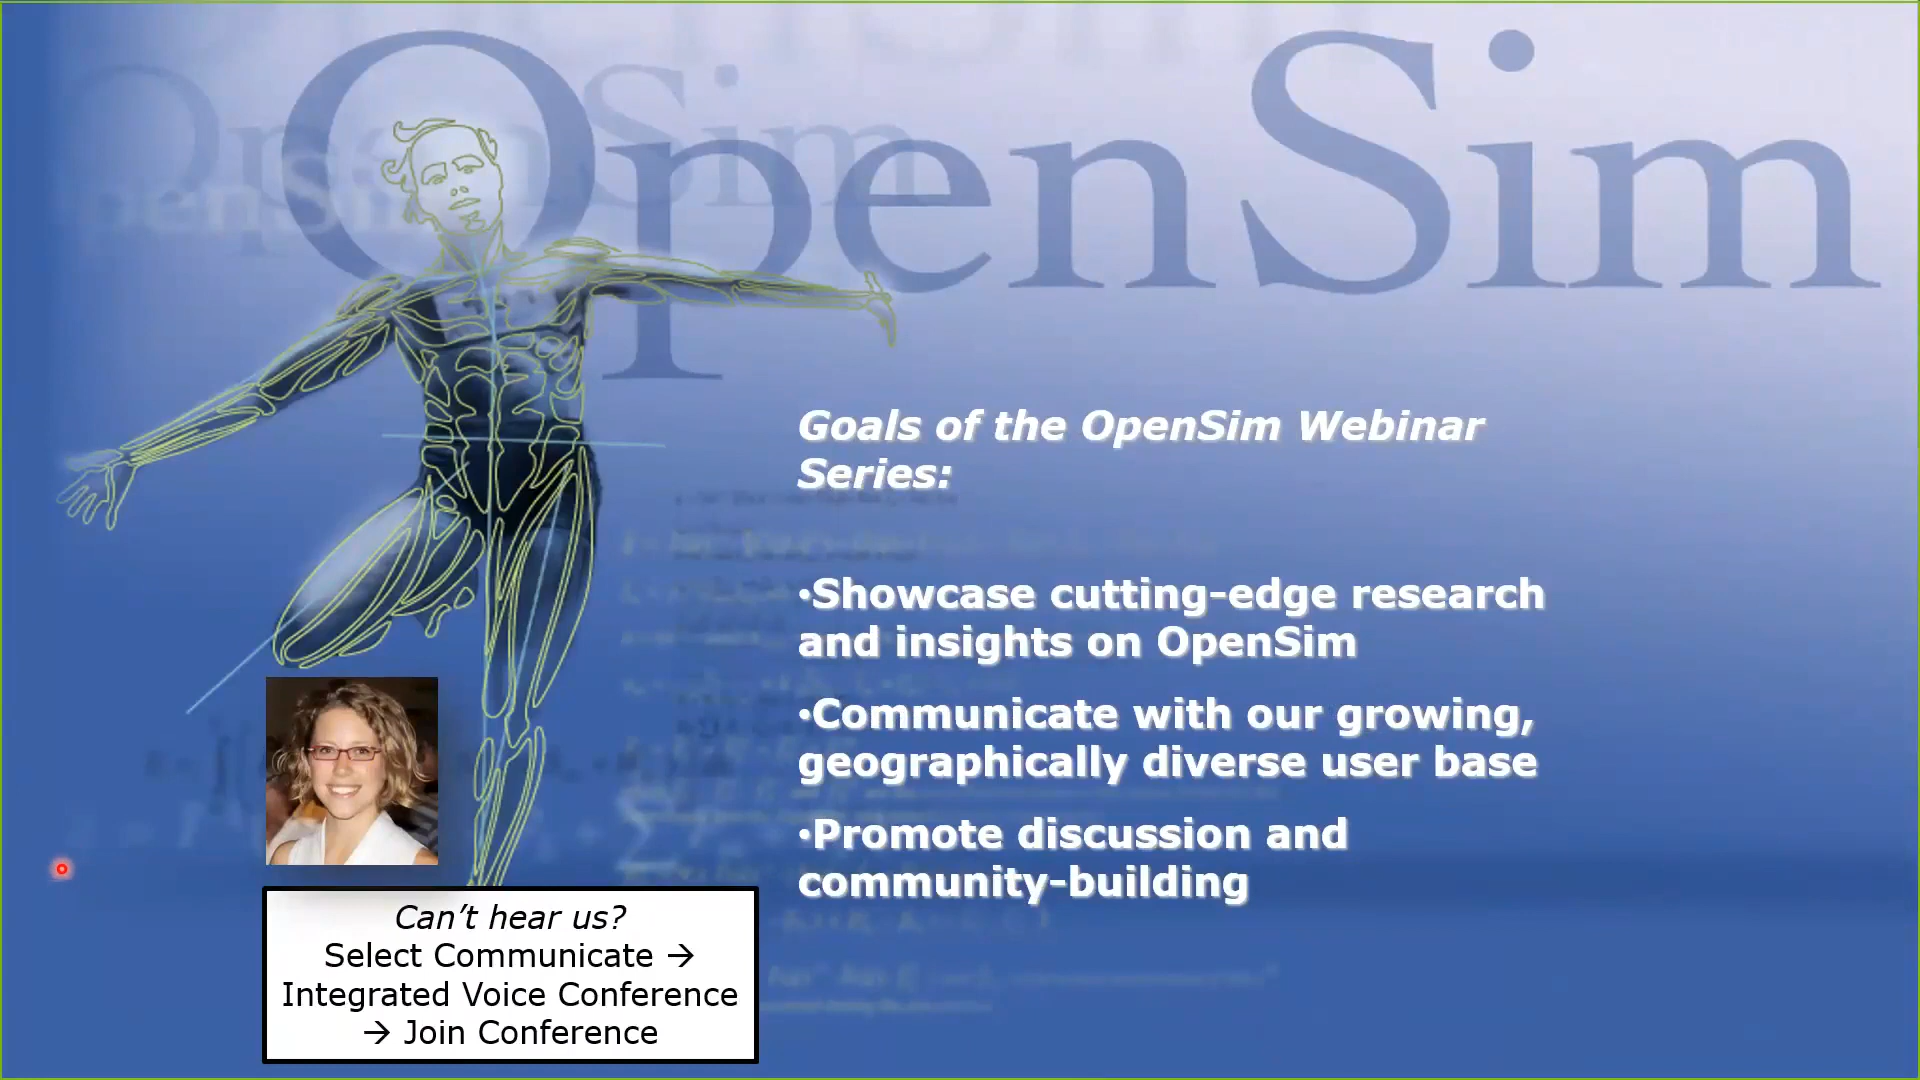 OpenSim
OpenSim
penSim
Goals of the OpenSim Webinar
Series:
•Showcase cutting-edge research
and insights on OpenSim
•Communicate with our growing,
geographically diverse user base
•Promote discussion and
community-building
Can’t hear us?
Select Communicate →
Integrated Voice Conference
→ Join Conference